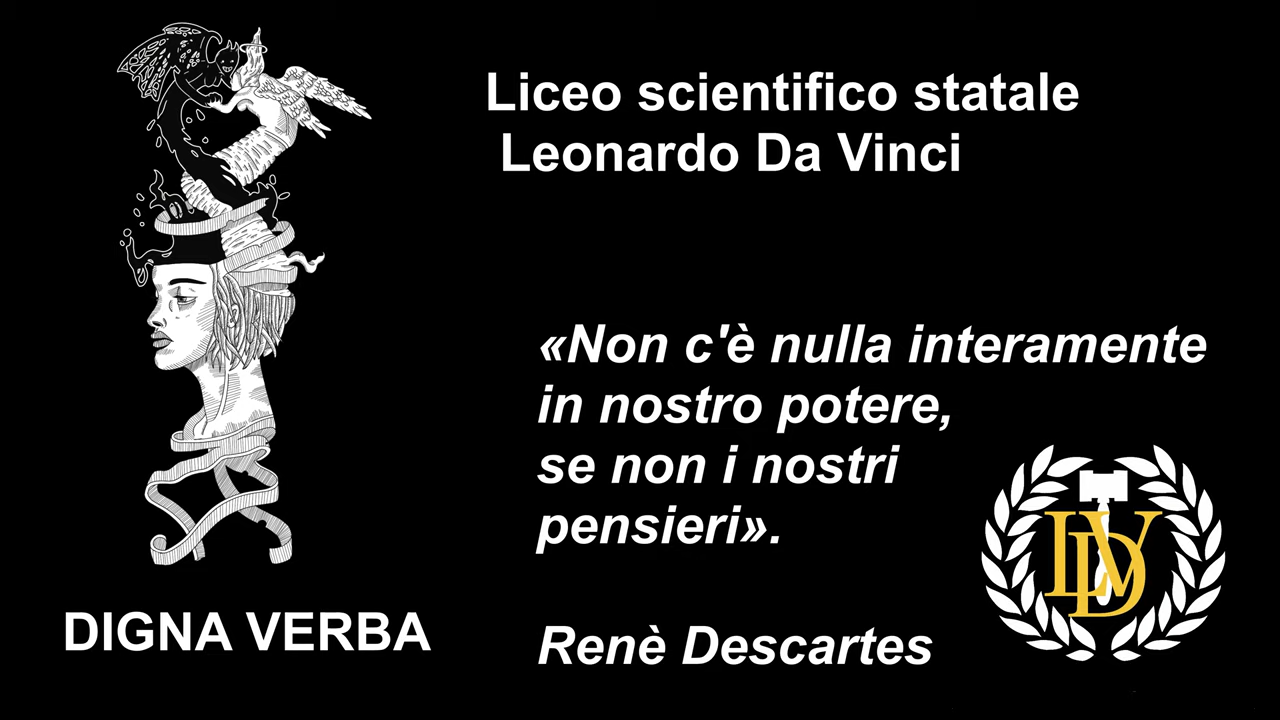 Liceo scientifico statale
Leonardo Da Vinci
«Non c'è nulla interamente
in nostro potere,
se non i nostri
pensieri».
Renè Descartes
DIGNA VERBA
LDV